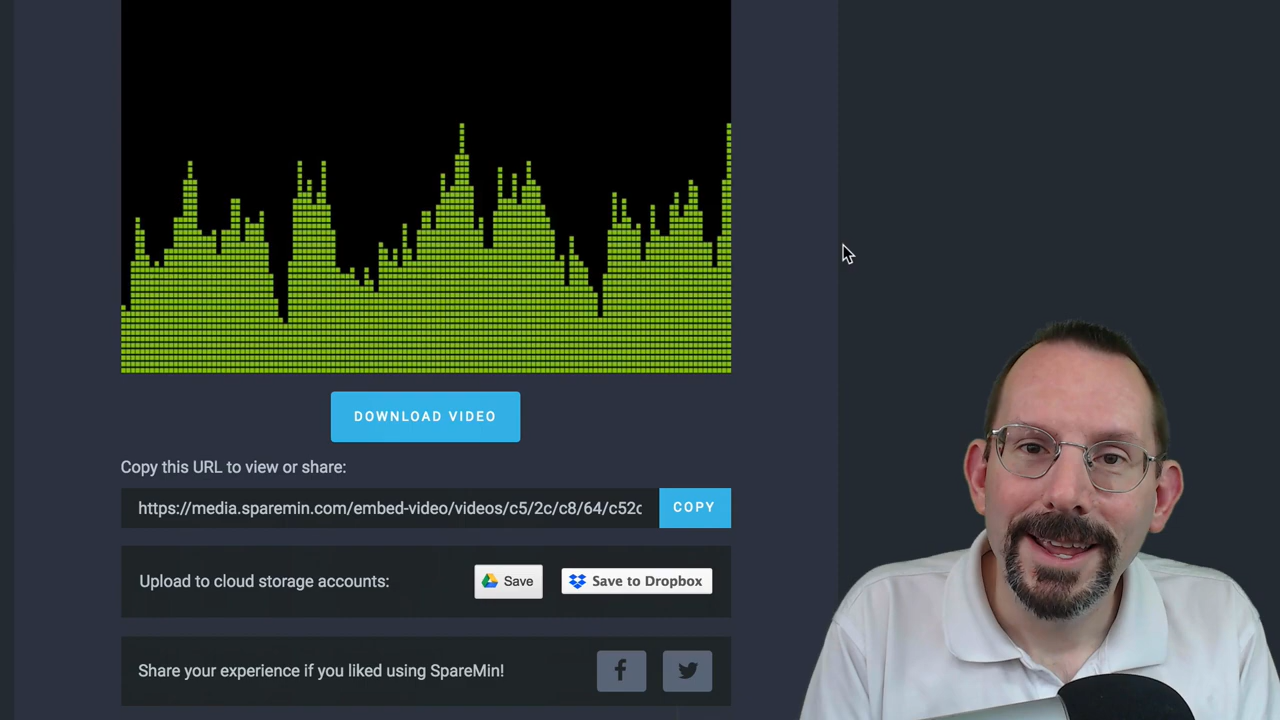 DOWNLOAD VIDEO
Copy this URL to view or share:
https://media.sparemin.com/embed-video/videos/c5/2c/c8/64/c52c
COPY
Upload to cloud storage accounts:
Save
Save to Dropbox
Share your experience if you liked using SpareMin!